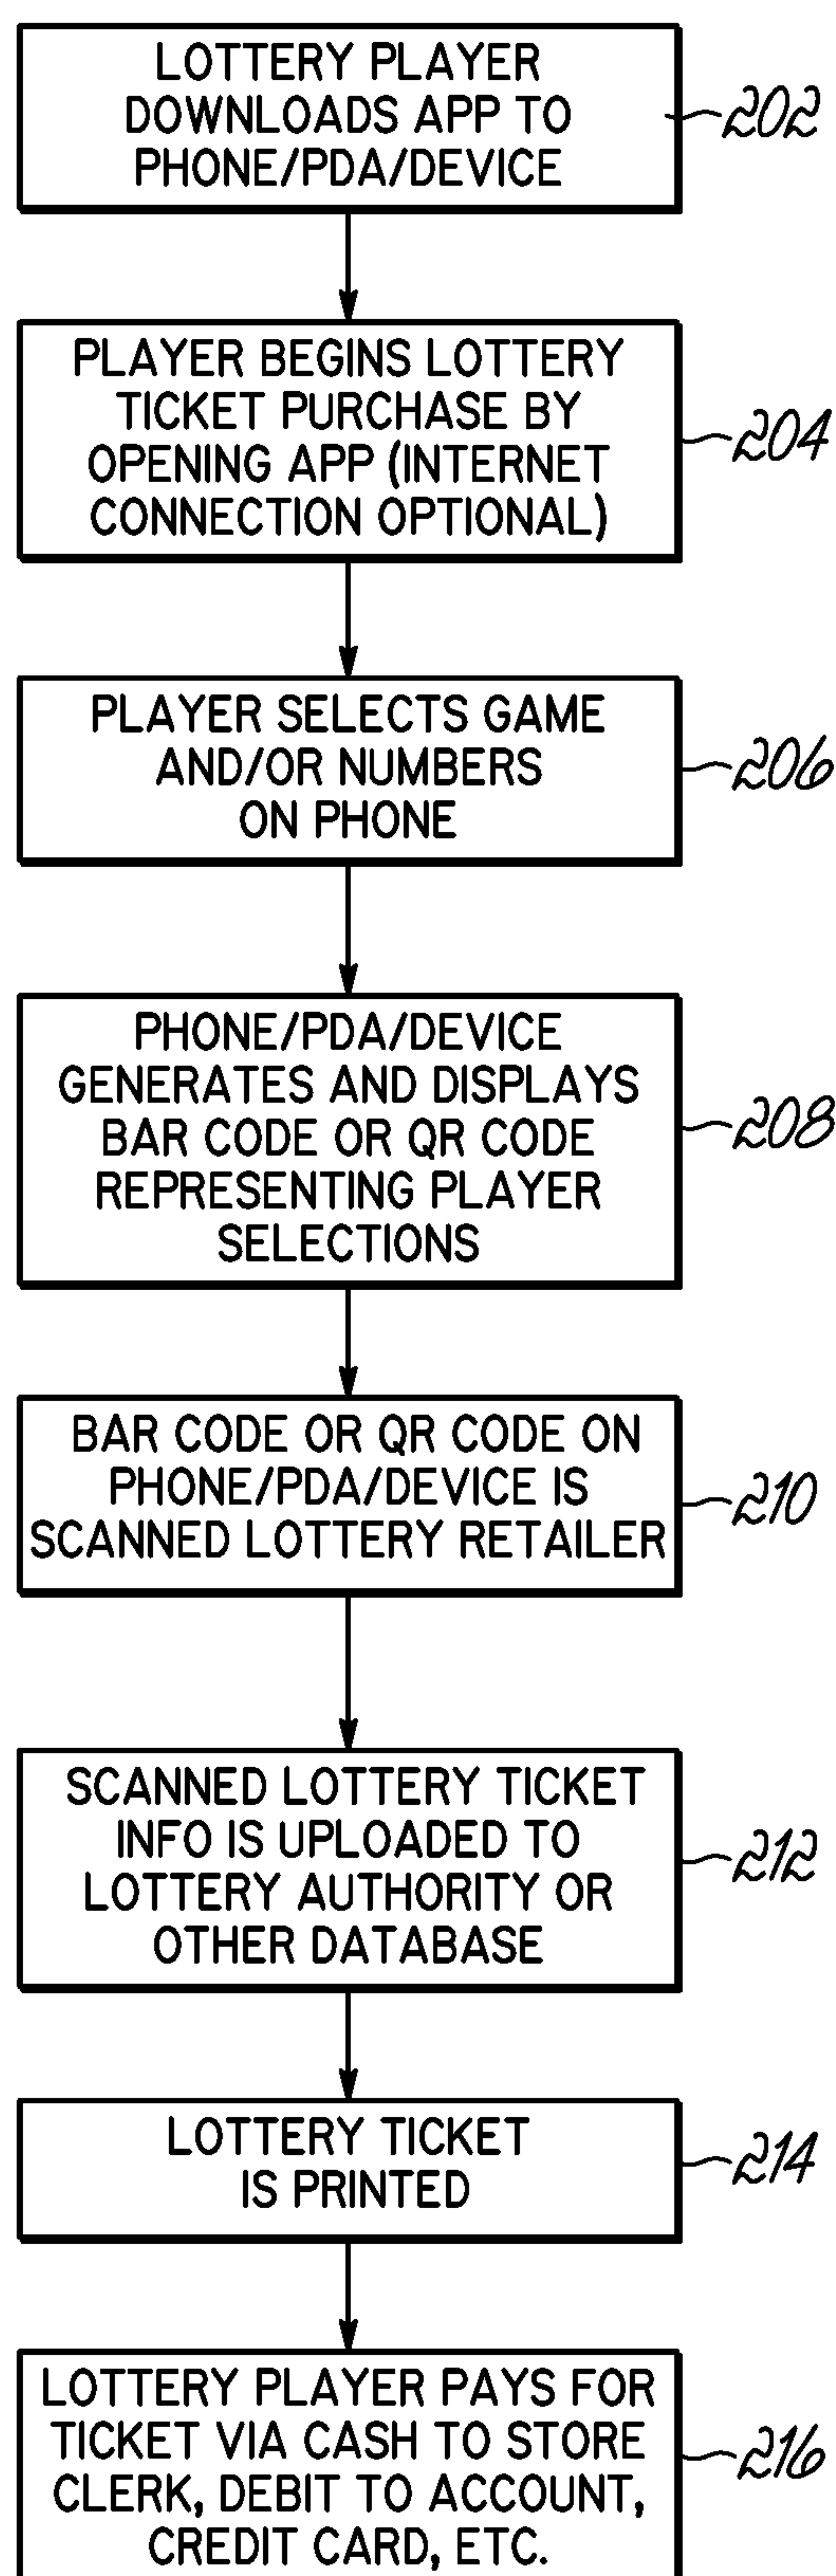 LOTTERY PLAYER
DOWNLOADS APP TO
PHONE/PDA/DEVICE
202
PLAYER BEGINS LOTTERY
TICKET PURCHASE BY
OPENING APP (INTERNET
CONNECTION OPTIONAL)
204
PLAYER SELECTS GAME
AND/OR NUMBERS
ON PHONE
206
PHONE/PDA/DEVICE
GENERATES AND DISPLAYS
BAR CODE OR QR CODE
REPRESENTING PLAYER
SELECTIONS
208
BAR CODE OR QR CODE ON
PHONE/PDA/DEVICE IS
SCANNED LOTTERY RETAILER
210
SCANNED LOTTERY TICKET
INFO IS UPLOADED TO
LOTTERY AUTHORITY OR
OTHER DATABASE
212
LOTTERY TICKET
IS PRINTED
214
LOTTERY PLAYER PAYS FOR
TICKET VIA CASH TO STORE
CLERK, DEBIT TO ACCOUNT,
CREDIT CARD, ETC.
216